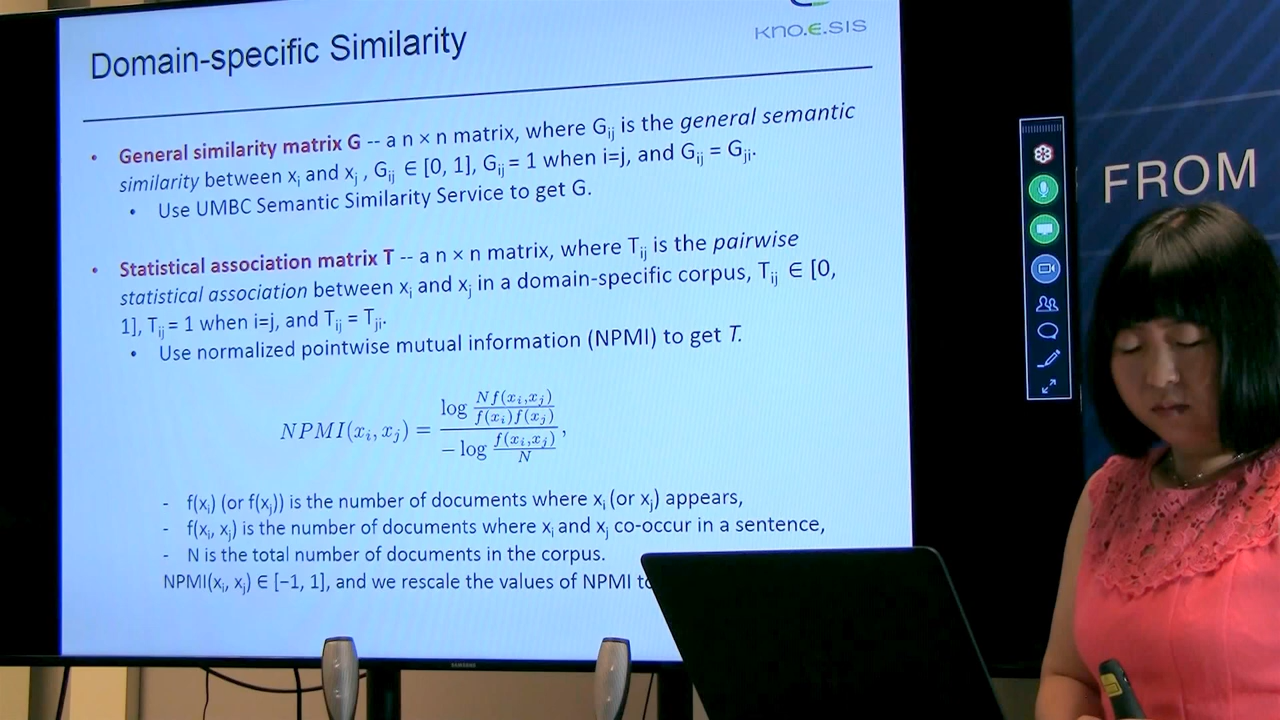 Domain-specific Similarity
kno.e.sis
• General similarity matrix G -- a n × n matrix, where Gij is the general semantic
similarity between xi and xj , Gij ∈ [0, 1], Gij = 1 when i=j, and Gij = Gji.
• Use UMBC Semantic Similarity Service to get G.
• Statistical association matrix T -- a n × n matrix, where Tij is the pairwise
statistical association between xi and xj in a domain-specific corpus, Tij ∈ [0,
1], Tij = 1 when i=j, and Tij = Tji.
• Use normalized pointwise mutual information (NPMI) to get T.
NPMI(xi,xj) = log Nf(xi,xj) / f(xi)f(xj) / − log f(xi,xj) / N ,
- f(xi) (or f(xj)) is the number of documents where xi (or xj) appears,
- f(xi, xj) is the number of documents where xi and xj co-occur in a sentence,
- N is the total number of documents in the corpus.
NPMI(xi, xj) ∈ [−1, 1], and we rescale the values of NPMI to
FROM
SAMSUNG